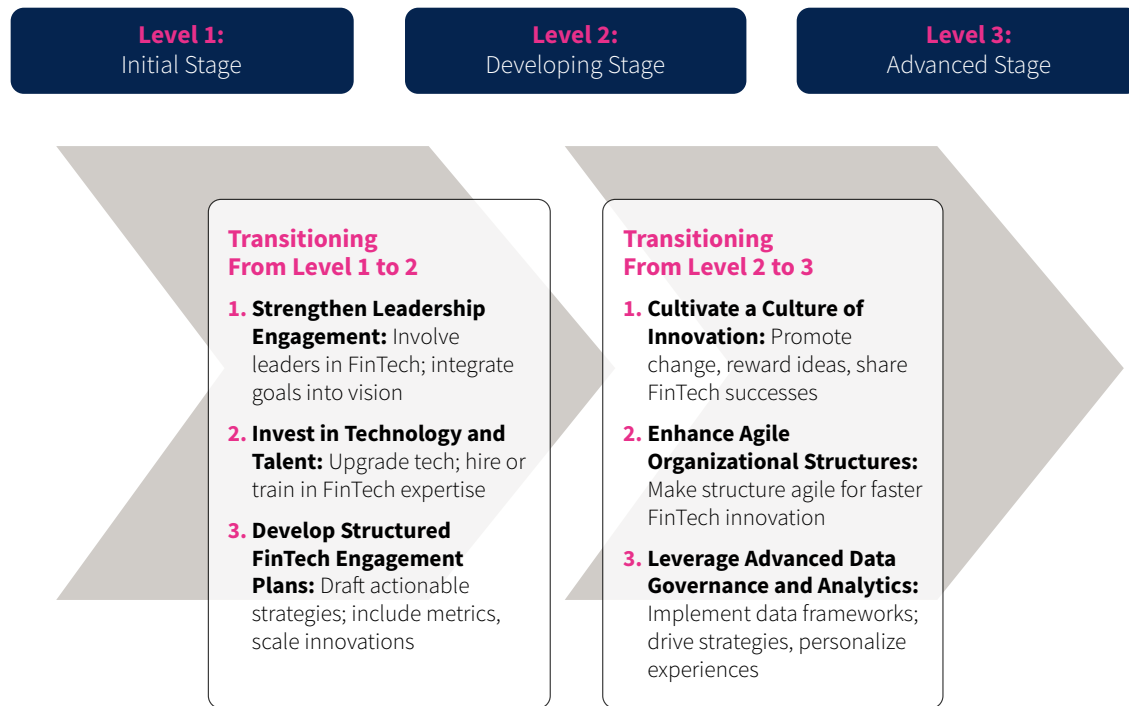 Level 1:
Initial Stage
Level 2:
Developing Stage
Level 3:
Advanced Stage
Transitioning
From Level 1 to 2
1. Strengthen Leadership
Engagement: Involve
leaders in FinTech; integrate
goals into vision
2. Invest in Technology and
Talent: Upgrade tech; hire or
train in FinTech expertise
3. Develop Structured
FinTech Engagement
Plans: Draft actionable
strategies; include metrics,
scale innovations
Transitioning
From Level 2 to 3
1. Cultivate a Culture of
Innovation: Promote
change, reward ideas, share
FinTech successes
2. Enhance Agile
Organizational Structures:
Make structure agile for faster
FinTech innovation
3. Leverage Advanced Data
Governance and Analytics:
Implement data frameworks;
drive strategies, personalize
experiences